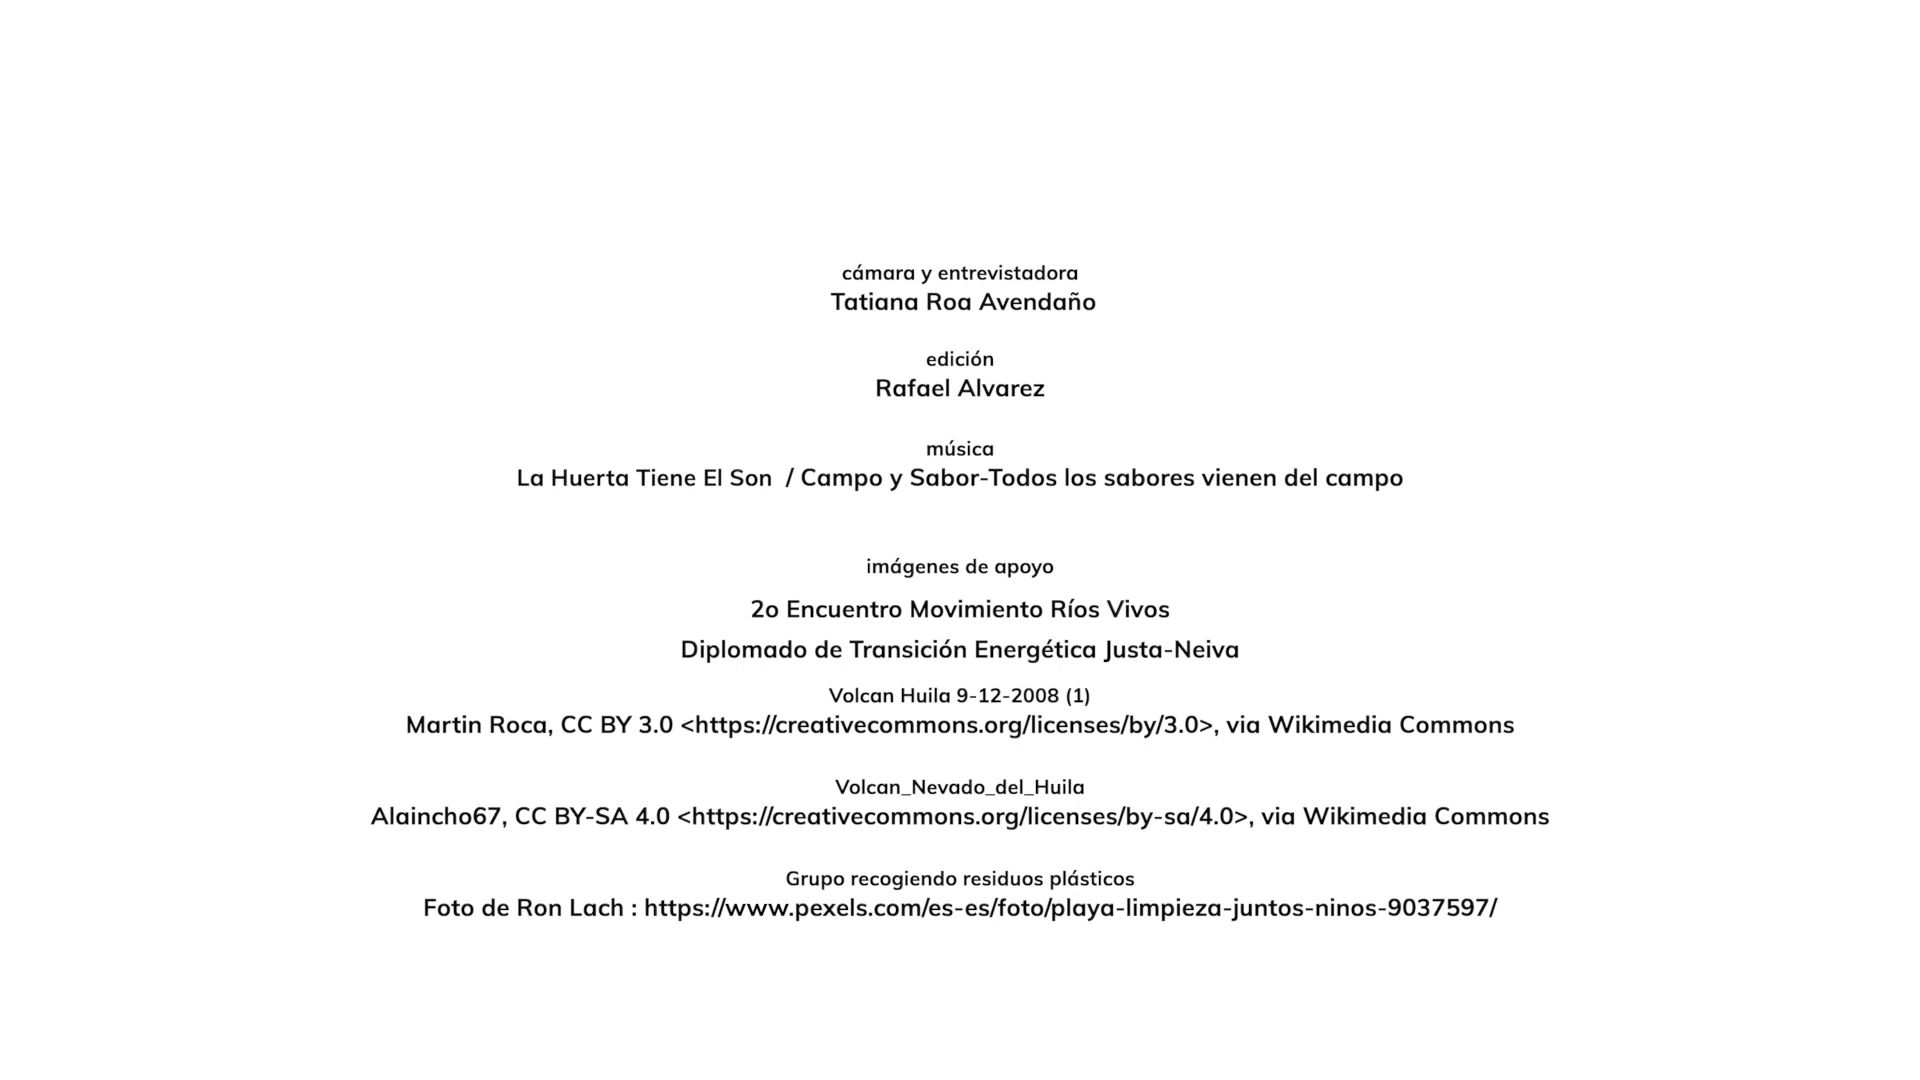 cámara y entrevistadora
Tatiana Roa Avendaño
edición
Rafael Alvarez
música
La Huerta Tiene El Son / Campo y Sabor-Todos los sabores vienen del campo
imágenes de apoyo
2o Encuentro Movimiento Ríos Vivos
Diplomado de Transición Energética Justa-Neiva
Volcan Huila 9-12-2008 (1)
Martin Roca, CC BY 3.0 <https://creativecommons.org/licenses/by/3.0>, via Wikimedia Commons
Volcan_Nevado_del_Huila
Alaincho67, CC BY-SA 4.0 <https://creativecommons.org/licenses/by-sa/4.0>, via Wikimedia Commons
Grupo recogiendo residuos plásticos
Foto de Ron Lach : https://www.pexels.com/es-es/foto/playa-limpieza-juntos-ninos-9037597/